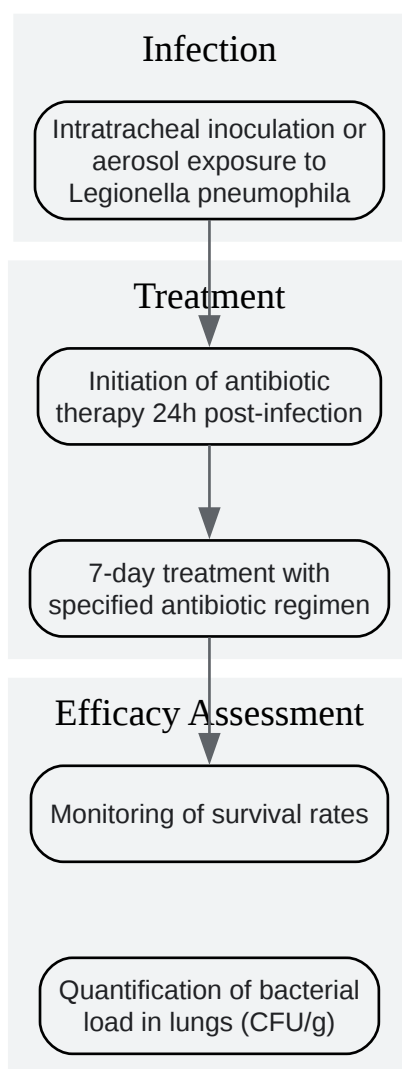 Infection
Intratracheal inoculation or
aerosol exposure to
Legionella pneumophila
Treatment
Initiation of antibiotic
therapy 24h post-infection
7-day treatment with
specified antibiotic regimen
Efficacy Assessment
Monitoring of survival rates
Quantification of bacterial
load in lungs (CFU/g)